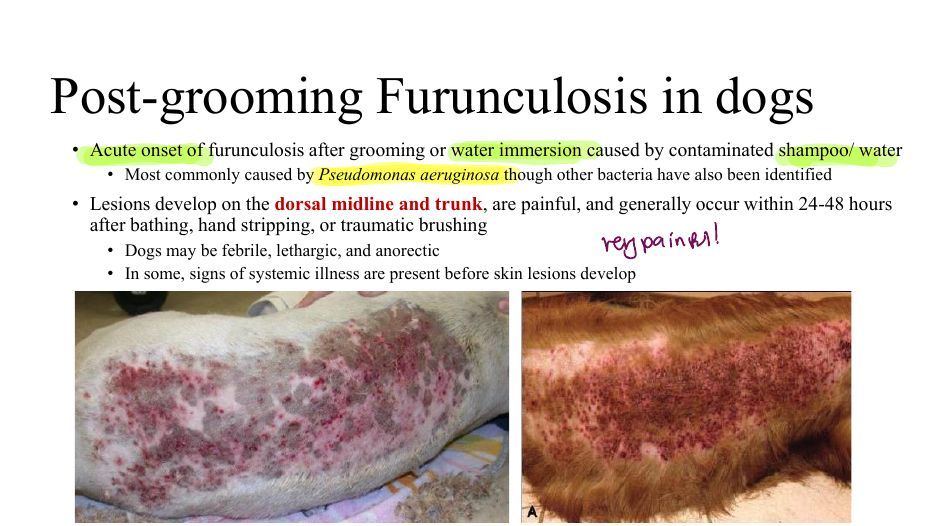 Post-grooming Furunculosis in dogs
• Acute onset of furunculosis after grooming or water immersion caused by contaminated shampoo/ water
• Most commonly caused by Pseudomonas aeruginosa though other bacteria have also been identified
• Lesions develop on the dorsal midline and trunk, are painful, and generally occur within 24-48 hours
after bathing, hand stripping, or traumatic brushing
very painful!
• Dogs may be febrile, lethargic, and anorectic
• In some, signs of systemic illness are present before skin lesions develop
A